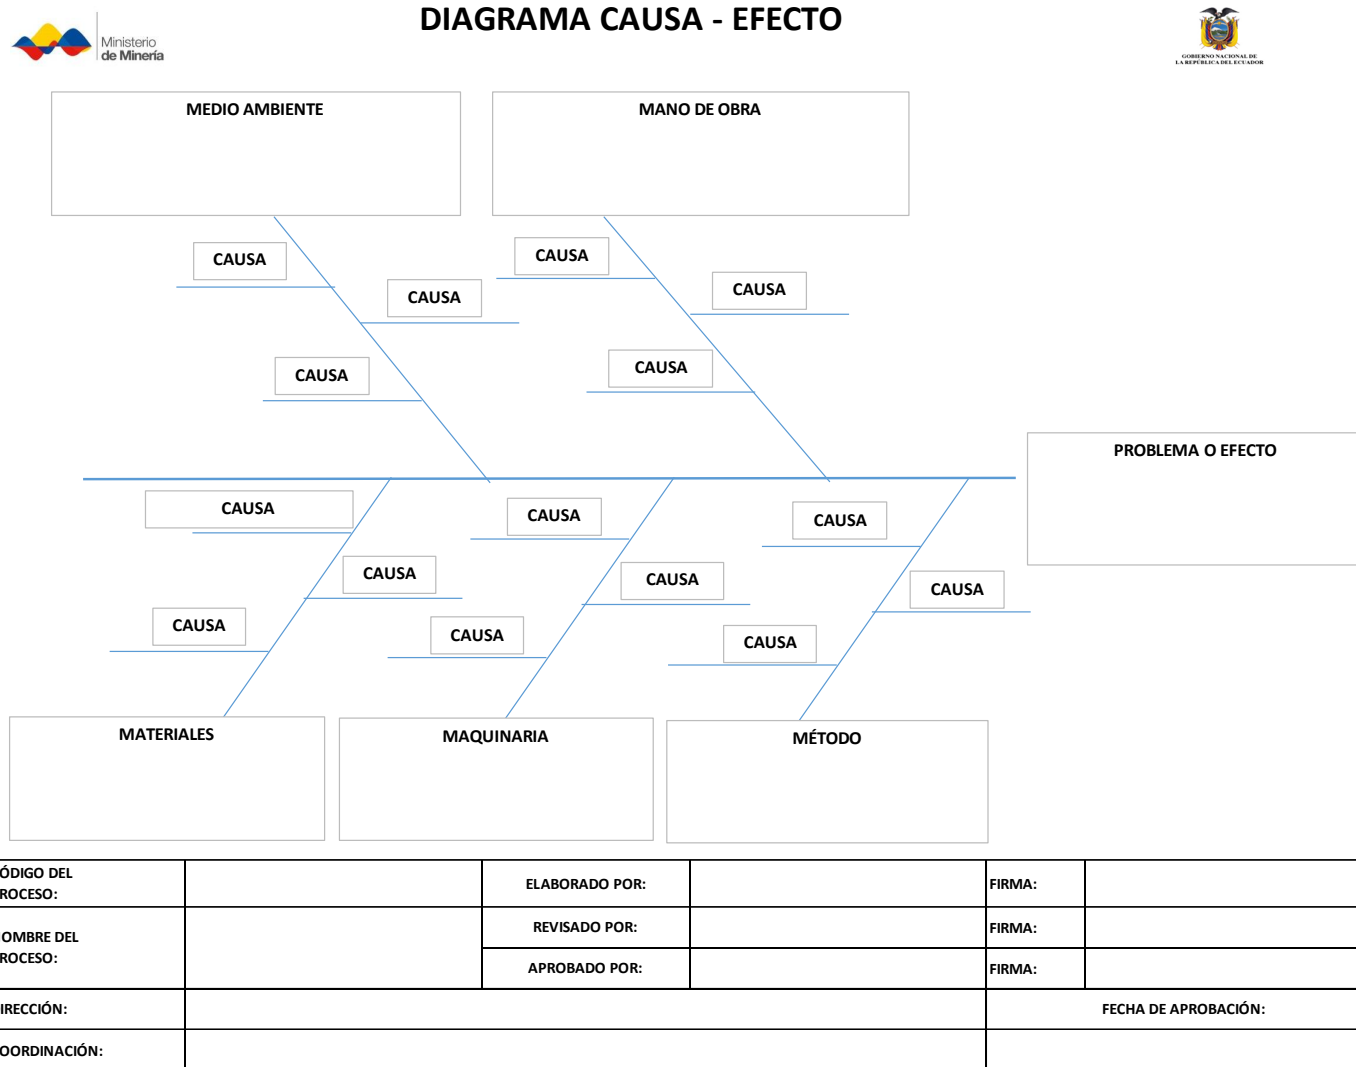 DIAGRAMA CAUSA - EFECTO
Ministerio
de Minería
GOBIERNO NACIONAL DE
LA REPÚBLICA DEL ECUADOR
MEDIO AMBIENTE
MANO DE OBRA
CAUSA
CAUSA
CAUSA
CAUSA
CAUSA
CAUSA
PROBLEMA O EFECTO
CAUSA
CAUSA
CAUSA
CAUSA
CAUSA
CAUSA
CAUSA
CAUSA
CAUSA
MATERIALES
MAQUINARIA
MÉTODO
ÓDIGO DEL
ROCESO:
ELABORADO POR:
FIRMA:
OMBRE DEL
ROCESO:
REVISADO POR:
FIRMA:
APROBADO POR:
FIRMA:
IRECCIÓN:
FECHA DE APROBACIÓN:
OORDINACIÓN: